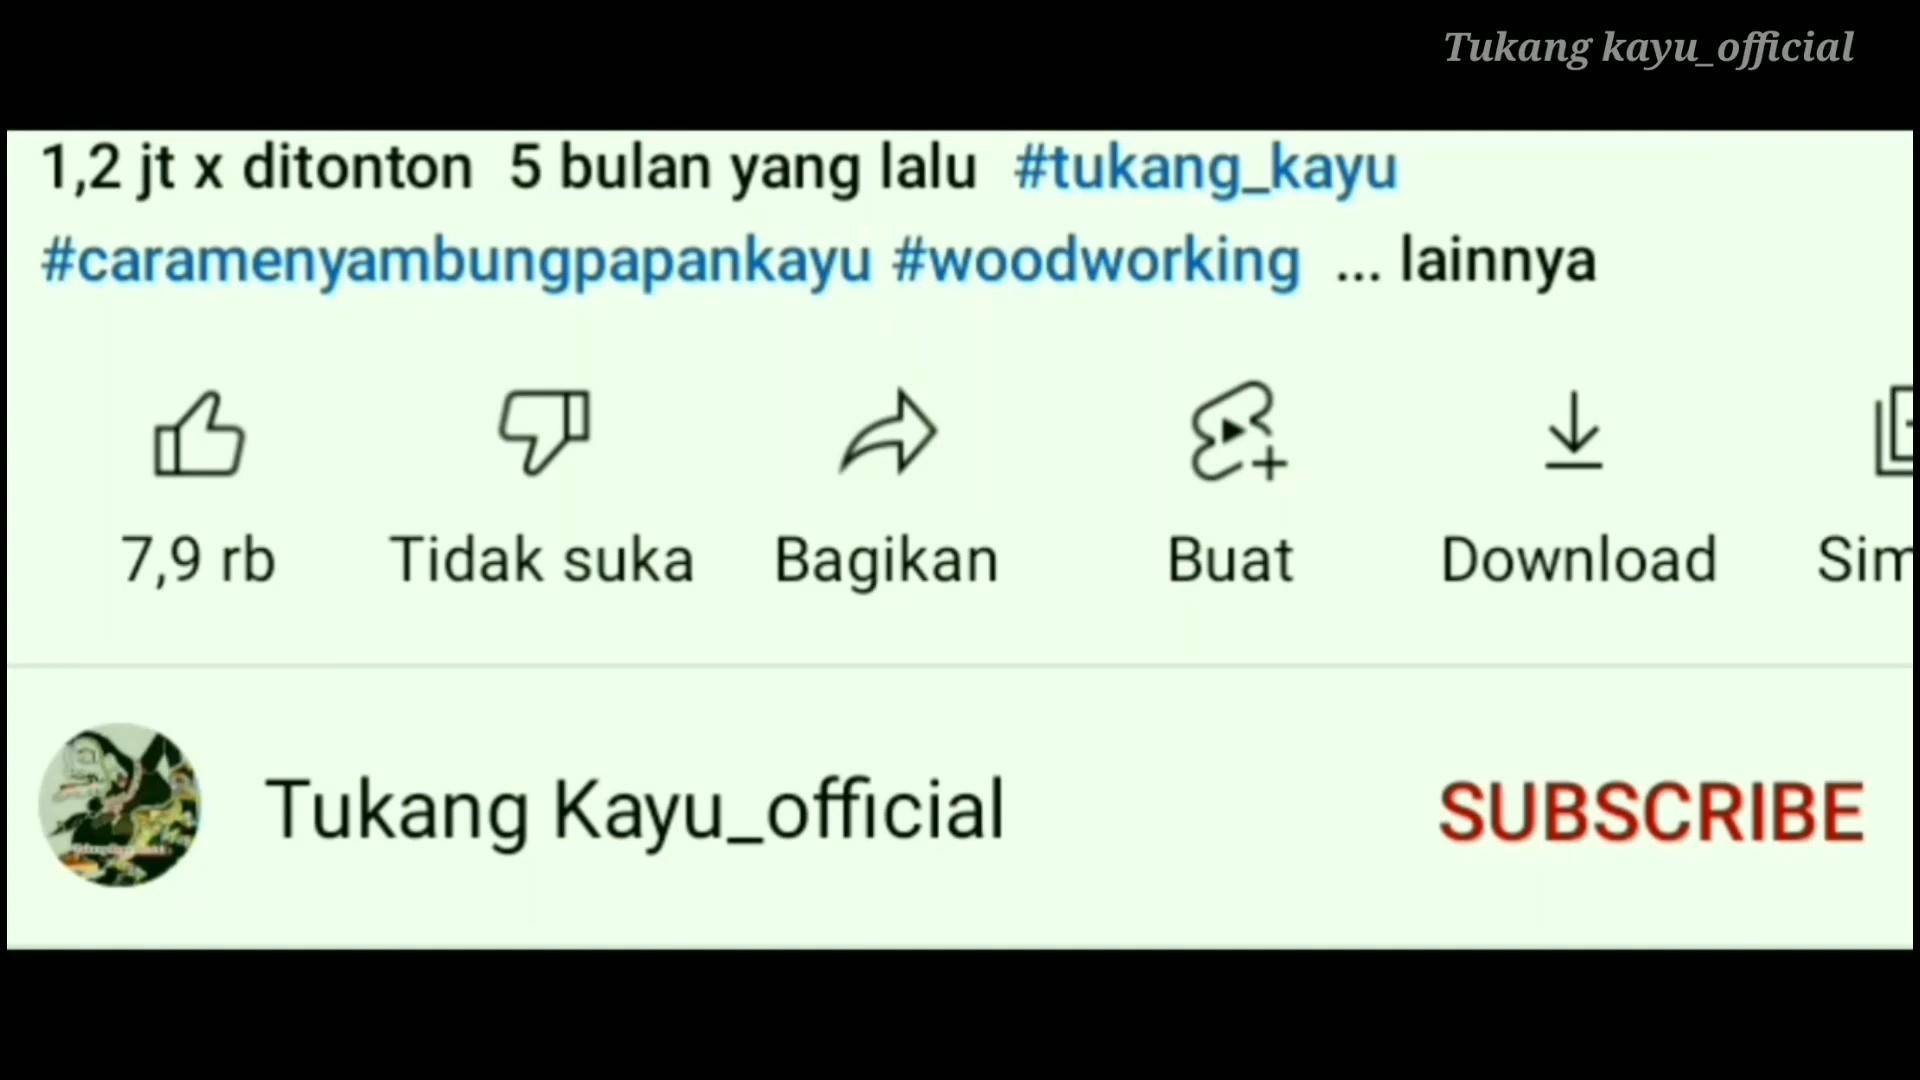 Tukang kayu_official
1,2 jt x ditonton 5 bulan yang lalu #tukang_kayu
#caramenyambungpapankayu #woodworking ... lainnya
7,9 rb Tidak suka Bagikan Buat Download Sim
Tukang Kayu_official SUBSCRIBE